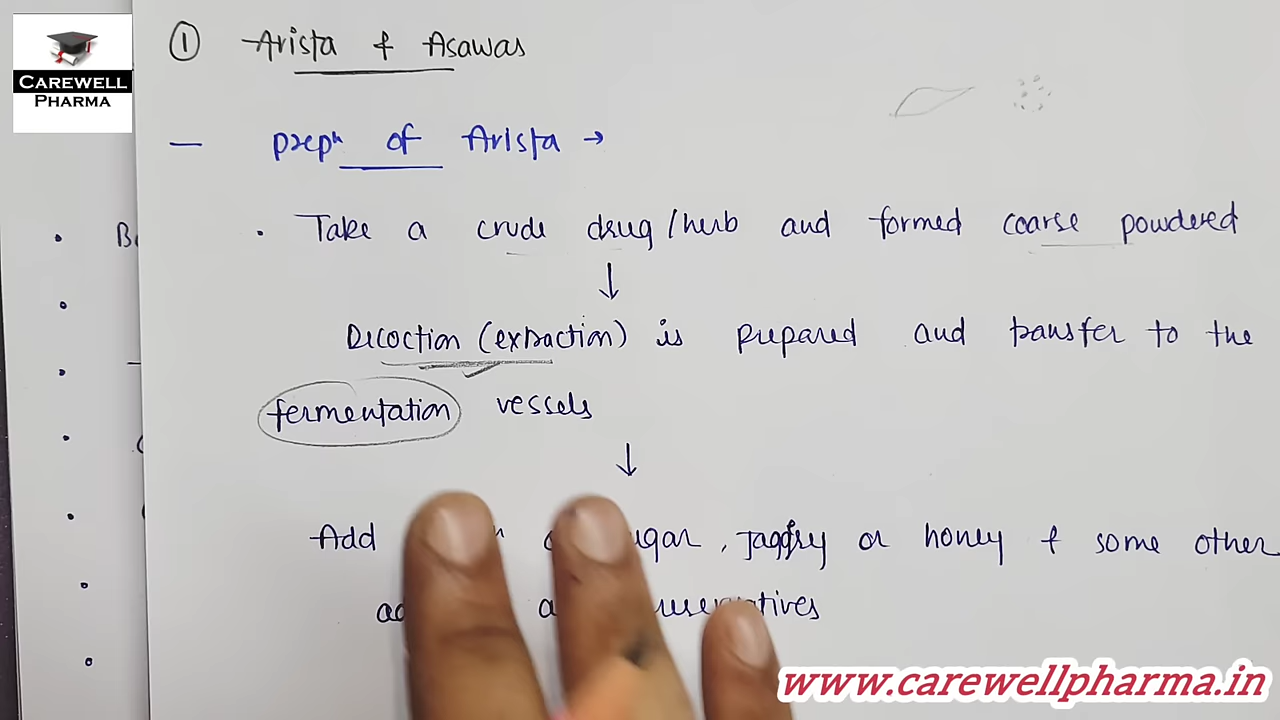 CAREWELL
PHARMA
① Arista & Asawas
— Prepn of Arista →
• Take a crude drug/herb and formed coarse powdered
↓
Decoction (extraction) is prepared and transfer to the
fermentation vessels
↓
Add sugar, Jaggry or honey & some other
www.carewellpharma.in